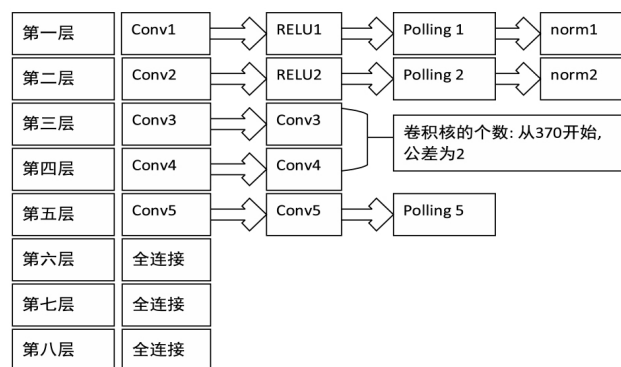 第一层 Conv1 RELU1 Polling 1 norm1
第二层 Conv2 RELU2 Polling 2 norm2
第三层 Conv3 Conv3
卷积核的个数: 从370开始,
公差为2
第四层 Conv4 Conv4
第五层 Conv5 Conv5 Polling 5
第六层 全连接
第七层 全连接
第八层 全连接